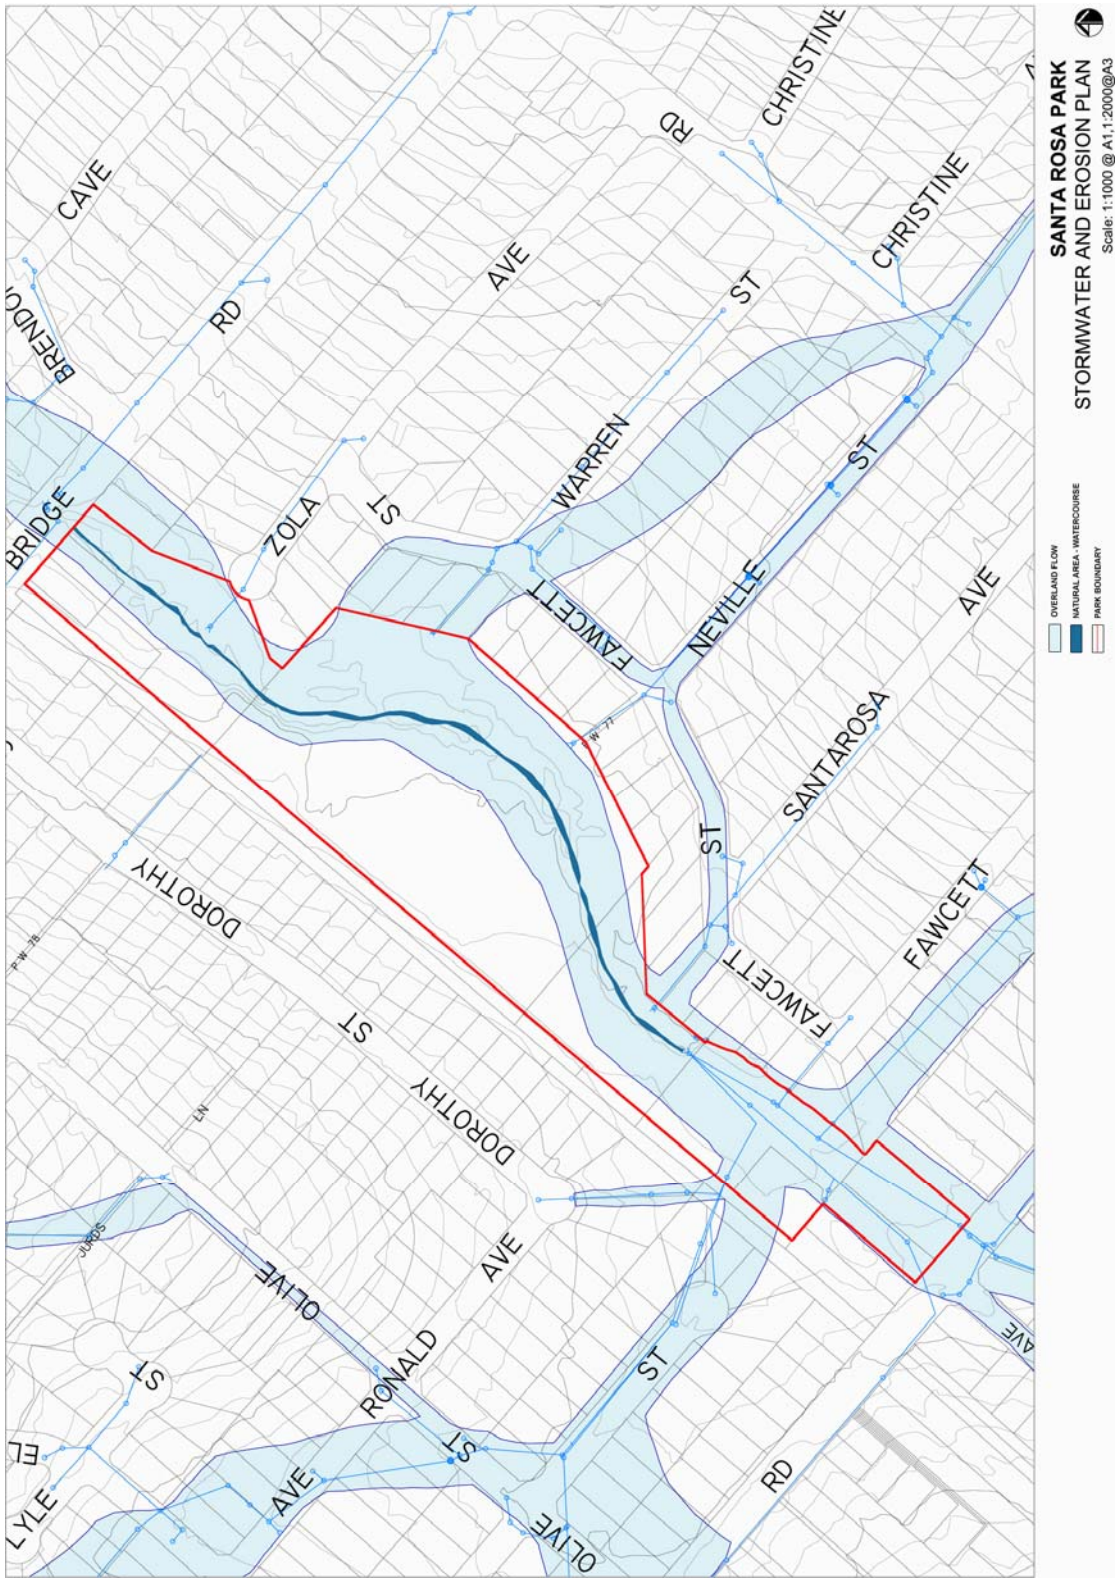 SANTA ROSA PARK
STORMWATER AND EROSION PLAN
Scale: 1:1000 @ A1,1:2000@A3
OVERLAND FLOW
NATURAL AREA - WATERCOURSE
PARK BOUNDARY
CHRISTINE
RD
CAVE
RD
AVE
CHRISTINE
ST
BRIDGE
ZOLA
ST
WARREN
ST
FAWCETT
NEVILLE
AVE
77
SANTAROSA
ST
DOROTHY
FAWCETT
P W 78
FAWCETT
ST
DOROTHY
LN
JURDS
AVE
OLIVE
RONALD
ST
ST
AVE
ST
EL
AVE
LYLE
OLIVE
RD